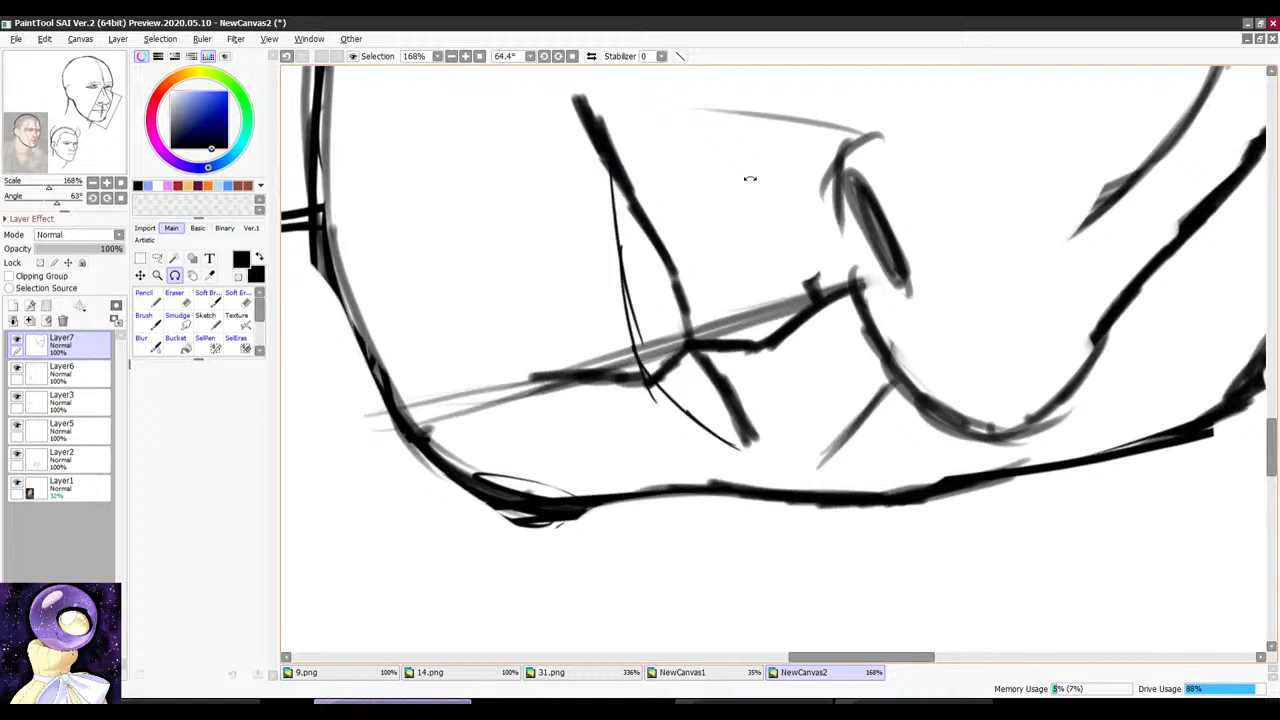 PaintTool SAI Ver.2 (64bit) Preview.2020.05.10 - NewCanvas2 (*)
File Edit Canvas Layer Selection Ruler Filter View Window Other
Selection 168% 64.4° Stabilizer 0
Scale 168%
Angle 63°
Layer Effect
Mode Normal
Opacity 100%
Lock
Clipping Group
Selection Source
Layer7
Normal
100%
Layer6
Normal
100%
Layer3
Normal
100%
Layer5
Normal
100%
Layer2
Normal
100%
Layer1
Normal
32%
Import Main Basic Binary Ver.1
Artistic
T
Pencil Eraser Soft Br... Soft Er...
Brush Smudge Sketch Texture
Blur Bucket SelPen SelEras
9.png 100% 14.png 100% 31.png 336% NewCanvas1 35% NewCanvas2 168%
Memory Usage 5% (7%) Drive Usage 88%